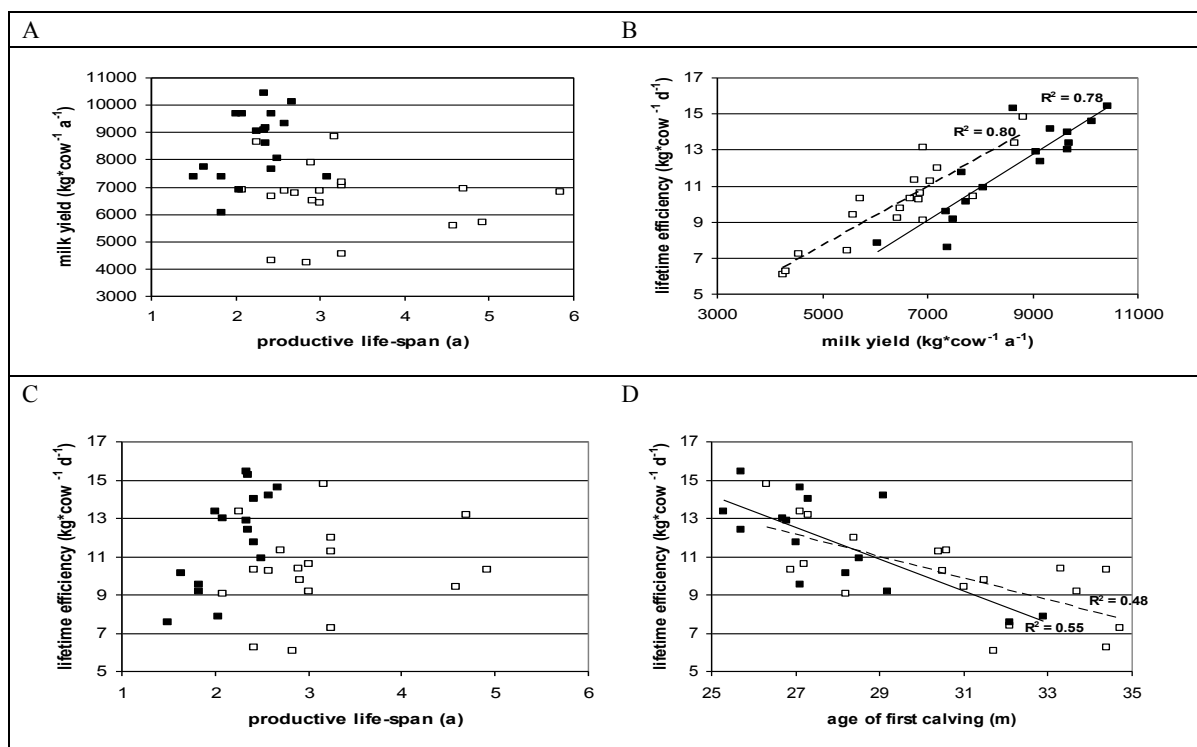 A
B
11000
10000
9000
8000
7000
6000
5000
4000
3000
milk yield (kg*cow⁻¹ a⁻¹)
1 2 3 4 5 6
productive life-span (a)
17
15
13
11
9
7
5
lifetime efficiency (kg*cow⁻¹ d⁻¹)
R² = 0.78
R² = 0.80
3000 5000 7000 9000 11000
milk yield (kg*cow⁻¹ a⁻¹)
C
D
17
15
13
11
9
7
5
lifetime efficiency (kg*cow⁻¹ d⁻¹)
1 2 3 4 5 6
productive life-span (a)
17
15
13
11
9
7
5
lifetime efficiency (kg*cow⁻¹ d⁻¹)
R² = 0.48
R² = 0.55
25 27 29 31 33 35
age of first calving (m)